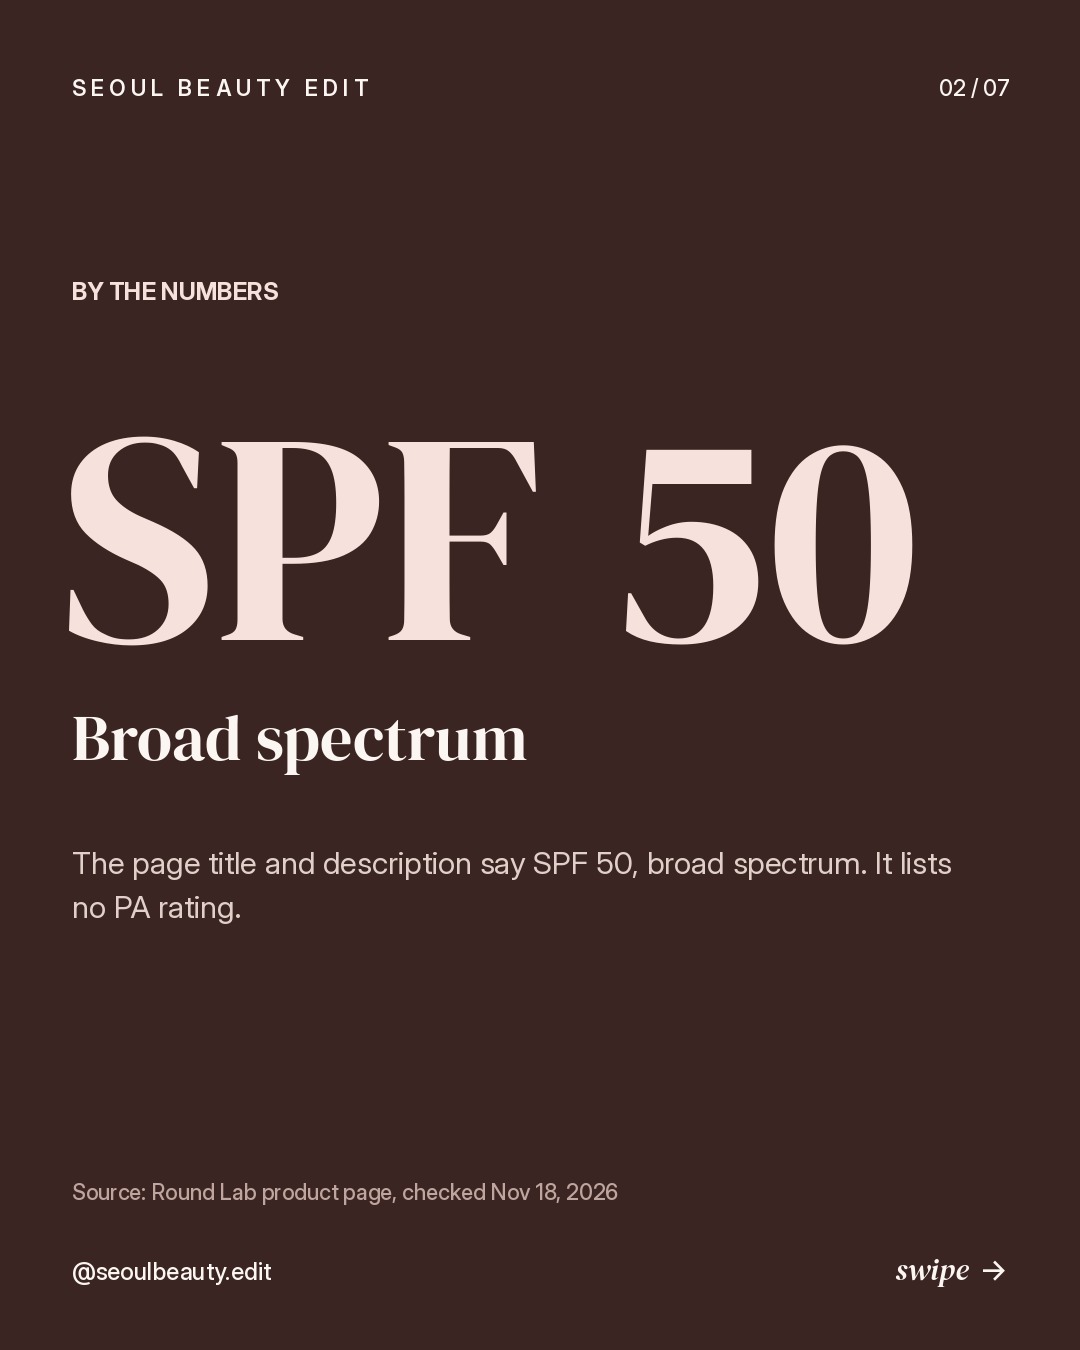 SEOUL BEAUTY EDIT
02 / 07
BY THE NUMBERS
SPF 50
Broad spectrum
The page title and description say SPF 50, broad spectrum. It lists
no PA rating.
Source: Round Lab product page, checked Nov 18, 2026
@seoulbeauty.edit
swipe →